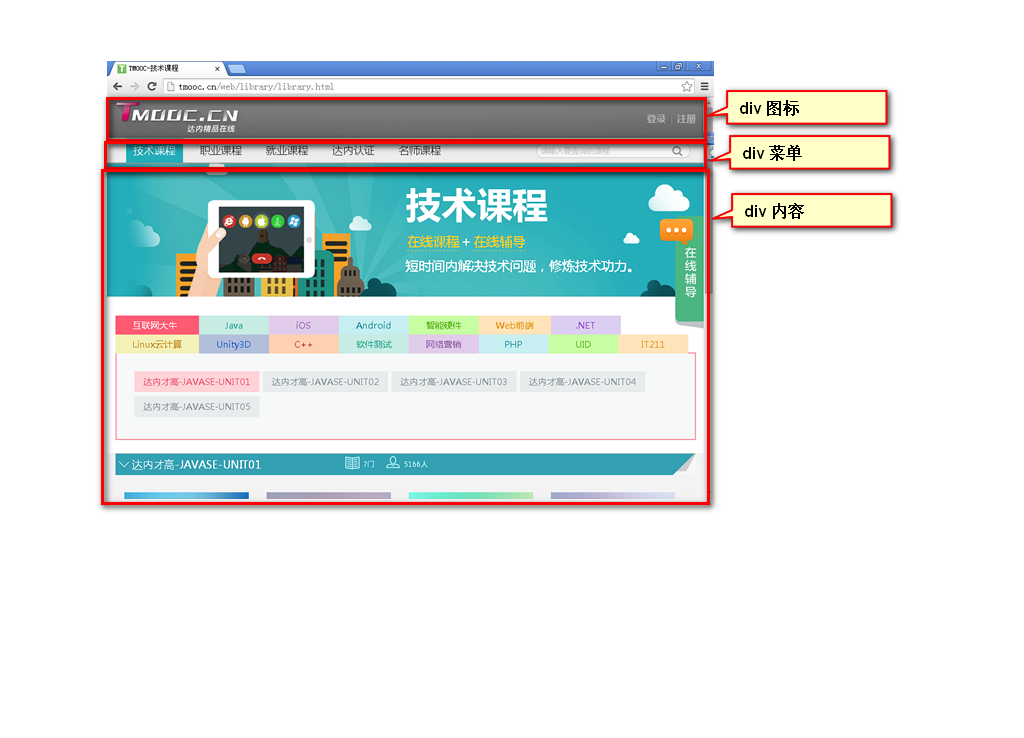 TMOOC-技术课程
tmooc.cn/web/library/library.html
TMOOC.CN
达内精品在线
登录 | 注册
div 图标
技术课程 职业课程 就业课程 达内认证 名师课程
div 菜单
div 内容
技术课程
在线课程 + 在线辅导
短时间内解决技术问题，修炼技术功力。
在线辅导
互联网大牛 Java iOS Android 智能硬件 Web前端 .NET
Linux云计算 Unity3D C++ 软件测试 网络营销 PHP UID IT211
达内才高-JAVASE-UNIT01 达内才高-JAVASE-UNIT02 达内才高-JAVASE-UNIT03 达内才高-JAVASE-UNIT04
达内才高-JAVASE-UNIT05
达内才高-JAVASE-UNIT01 7门 5166人